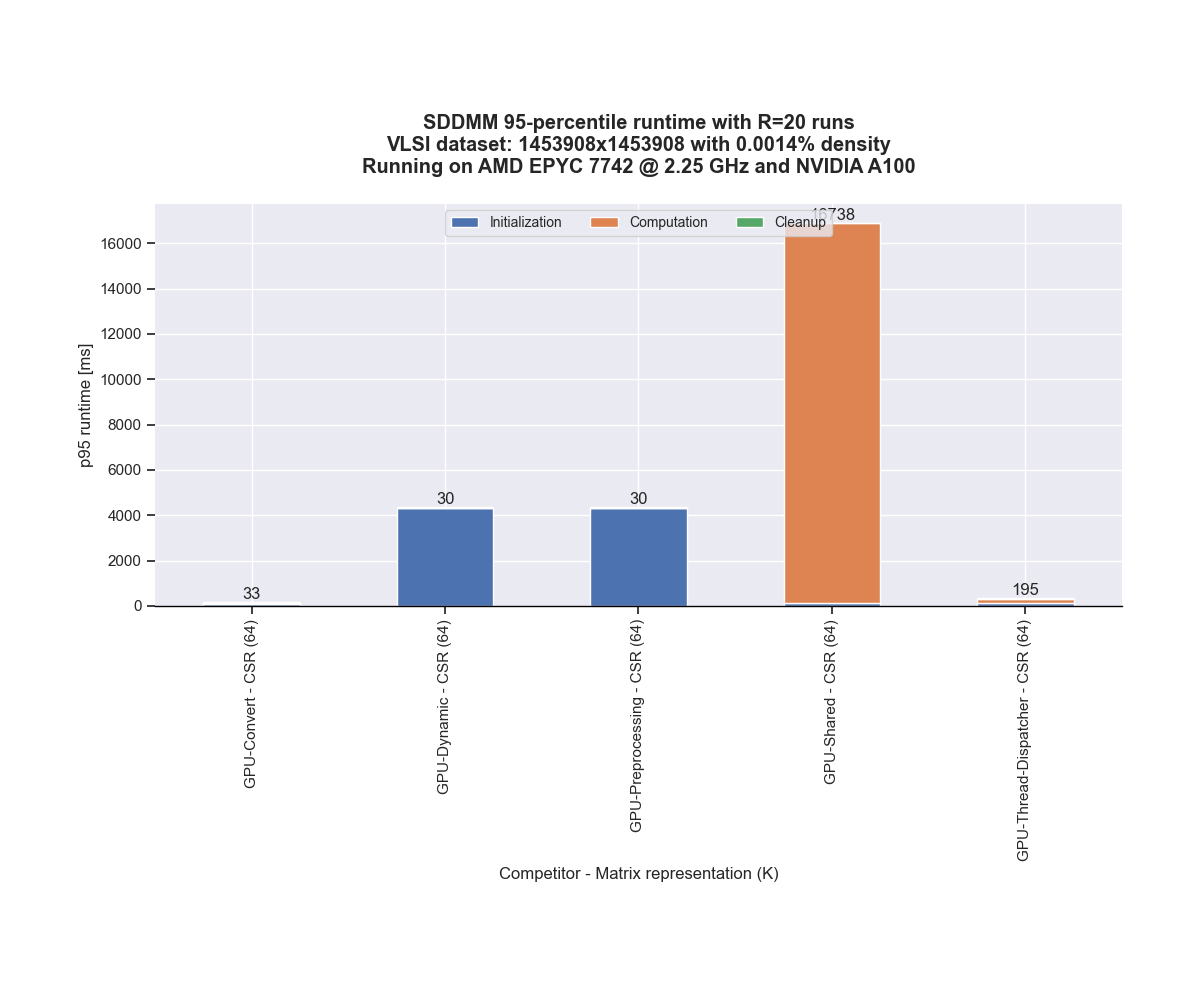 SDDMM 95-percentile runtime with R=20 runs
VLSI dataset: 1453908x1453908 with 0.0014% density
Running on AMD EPYC 7742 @ 2.25 GHz and NVIDIA A100
16738
Initialization
Computation
Cleanup
p95 runtime [ms]
16000
14000
12000
10000
8000
6000
4000
2000
0
33
30
30
195
GPU-Convert - CSR (64)
GPU-Dynamic - CSR (64)
GPU-Preprocessing - CSR (64)
GPU-Shared - CSR (64)
GPU-Thread-Dispatcher - CSR (64)
Competitor - Matrix representation (K)